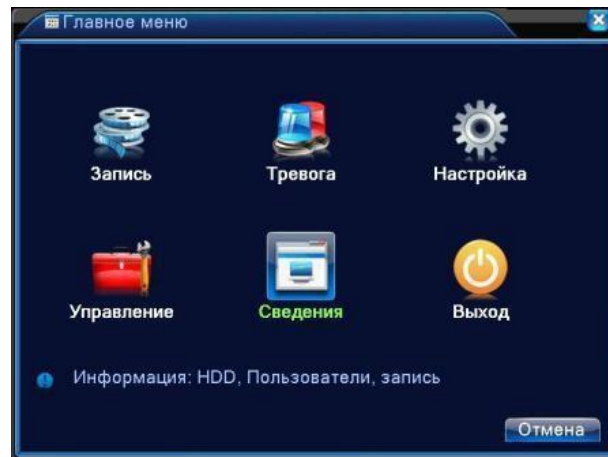 Главное меню
Запись
Тревога
Настройка
Управление
Сведения
Выход
Информация: HDD, Пользователи, запись
Отмена